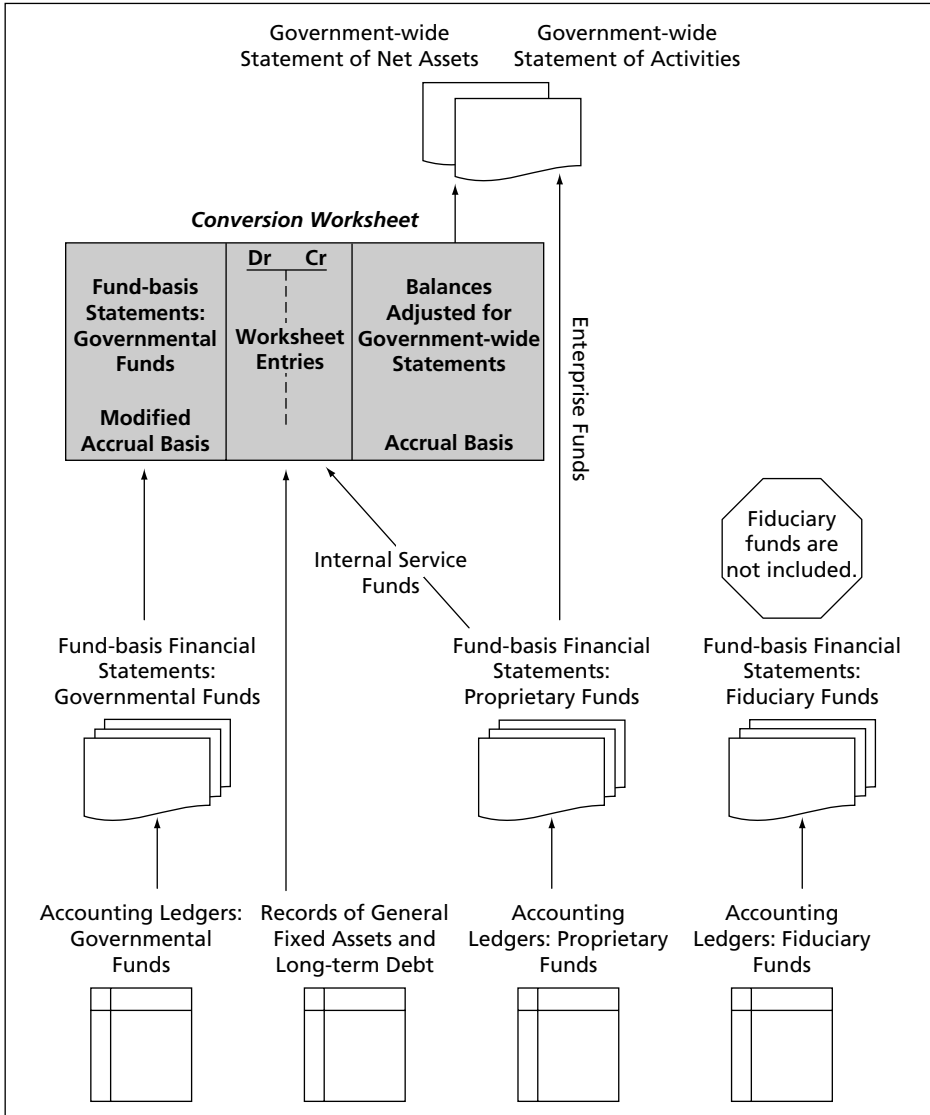 Government-wide
Statement of Net Assets
Government-wide
Statement of Activities
Conversion Worksheet
Fund-basis
Statements:
Governmental
Funds
Modified
Accrual Basis
Dr Cr
Worksheet
Entries
Balances
Adjusted for
Government-wide
Statements
Accrual Basis
Enterprise Funds
Internal Service
Funds
Fiduciary
funds are
not included.
Fund-basis Financial
Statements:
Governmental Funds
Fund-basis Financial
Statements:
Proprietary Funds
Fund-basis Financial
Statements:
Fiduciary Funds
Accounting Ledgers:
Governmental
Funds
Records of General
Fixed Assets and
Long-term Debt
Accounting
Ledgers: Proprietary
Funds
Accounting
Ledgers: Fiduciary
Funds